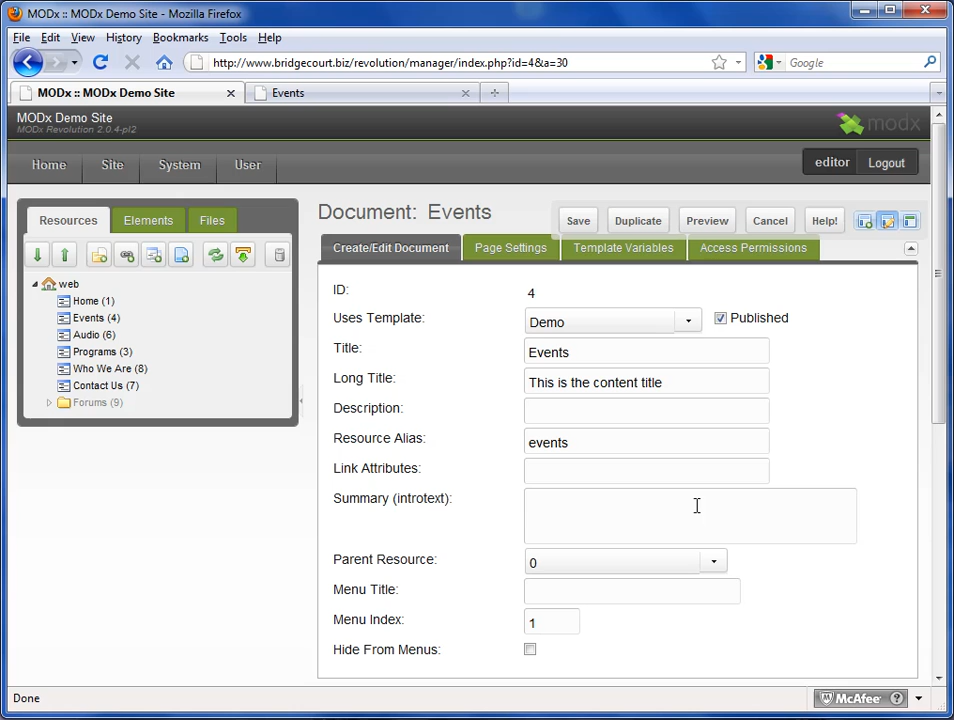 MODx :: MODx Demo Site - Mozilla Firefox
File Edit View History Bookmarks Tools Help
http://www.bridgecourt.biz/revolution/manager/index.php?id=4&a=30
Google
MODx :: MODx Demo Site
Events
MODx Demo Site
MODx Revolution 2.0.4-pl2
modx
Home Site System User
editor Logout
Resources Elements Files
Document: Events
Save Duplicate Preview Cancel Help!
Create/Edit Document Page Settings Template Variables Access Permissions
web
Home (1)
Events (4)
Audio (6)
Programs (3)
Who We Are (8)
Contact Us (7)
Forums (9)
ID: 4
Uses Template: Demo Published
Title: Events
Long Title: This is the content title
Description:
Resource Alias: events
Link Attributes:
Summary (introtext):
Parent Resource: 0
Menu Title:
Menu Index: 1
Hide From Menus:
Done
McAfee